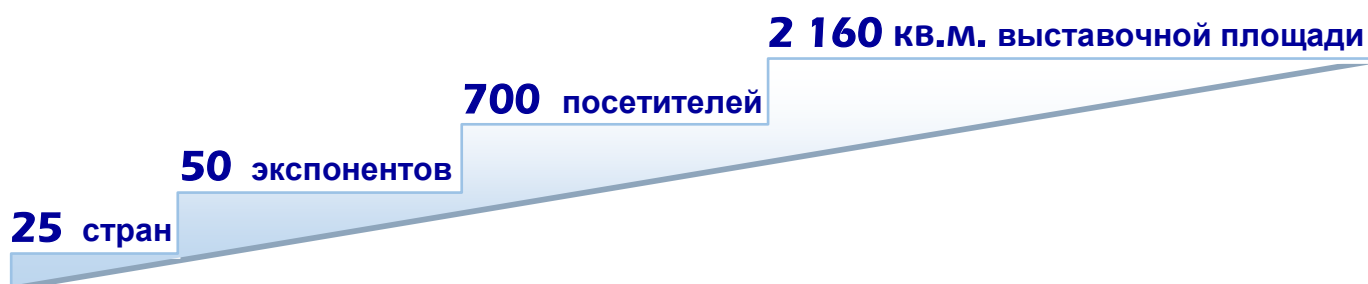 2 160 кв.м. выставочной площади
700 посетителей
50 экспонентов
25 стран